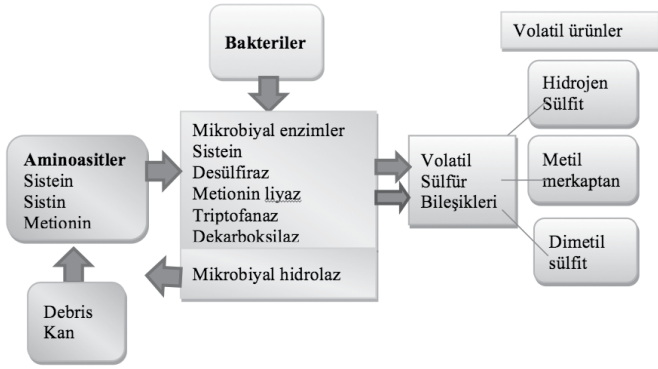 Bakteriler
Volatil ürünler
Mikrobiyal enzimler
Sistein
Desülfiraz
Metionin liyaz
Triptofanaz
Dekarboksilaz
Mikrobiyal hidrolaz
Aminoasitler
Sistein
Sistin
Metionin
Debris
Kan
Volatil
Sülfür
Bileşikleri
Hidrojen
Sülfit
Metil
merkaptan
Dimetil
sülfit